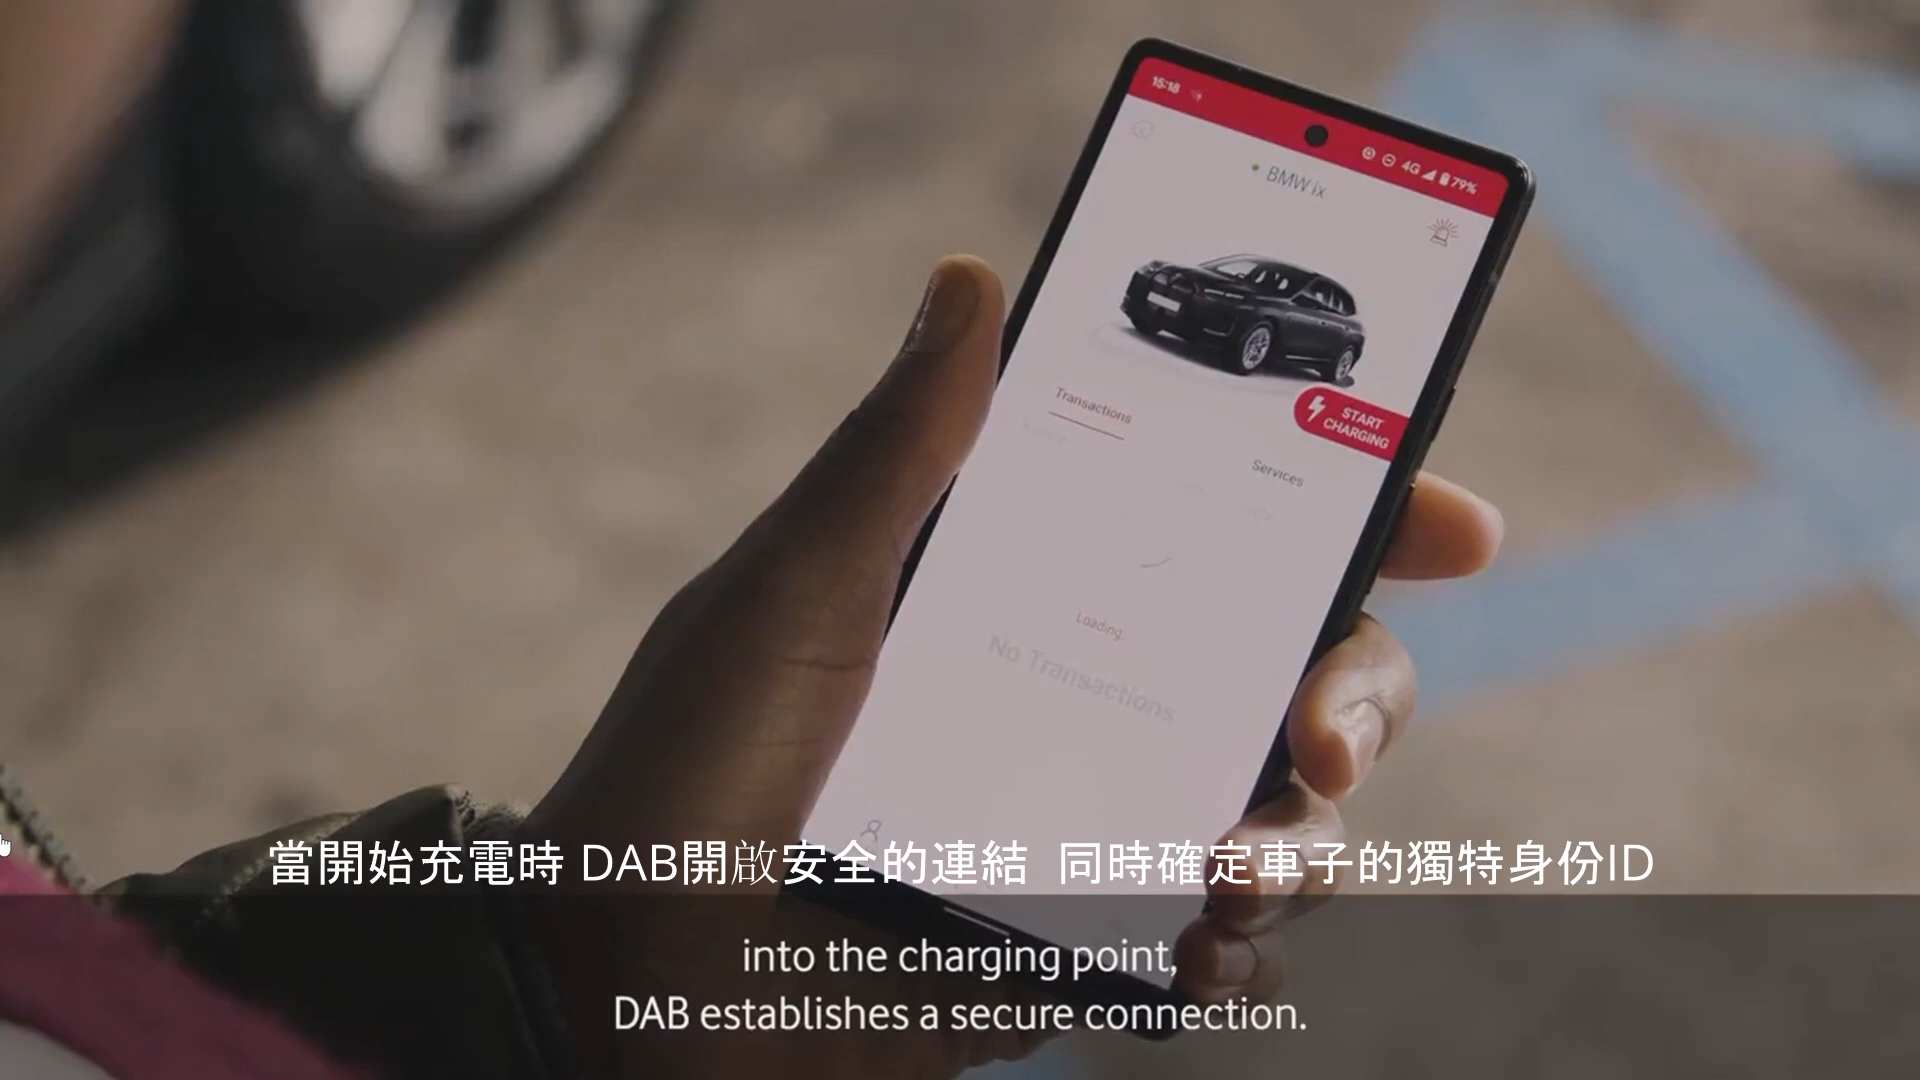 15:18
4G 79%
BMW ix
START
CHARGING
Transactions
Services
Loading.
No Transactions
當開始充電時 DAB開啟安全的連結 同時確定車子的獨特身份ID
into the charging point,
DAB establishes a secure connection.